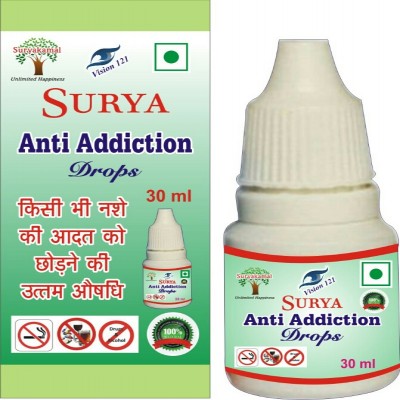 Suryakamal
Unlimited Happiness
Vision 121
SURYA
Anti Addiction
Drops
30 ml
किसी भी नशे
की आदत को
छोड़ने की
उत्तम औषधि
100%
Suryakamal
Unlimited Happiness
Vision 121
SURYA
Anti Addiction
Drops
30 ml